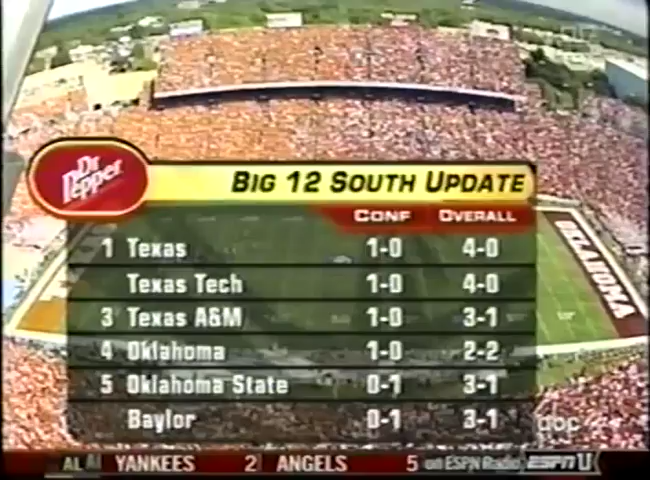 Dr Pepper
BIG 12 SOUTH UPDATE
CONF OVERALL
1 TEXAS 1-0 4-0
TEXAS TECH 1-0 4-0
3 TEXAS A&M 1-0 3-1
4 OKLAHOMA 1-0 2-2
5 OKLAHOMA STATE 0-1 3-1
BAYLOR 0-1 3-1
OKLAHOMA
abc
AL YANKEES 2 ANGELS 5 on ESPN Radio ESPNU